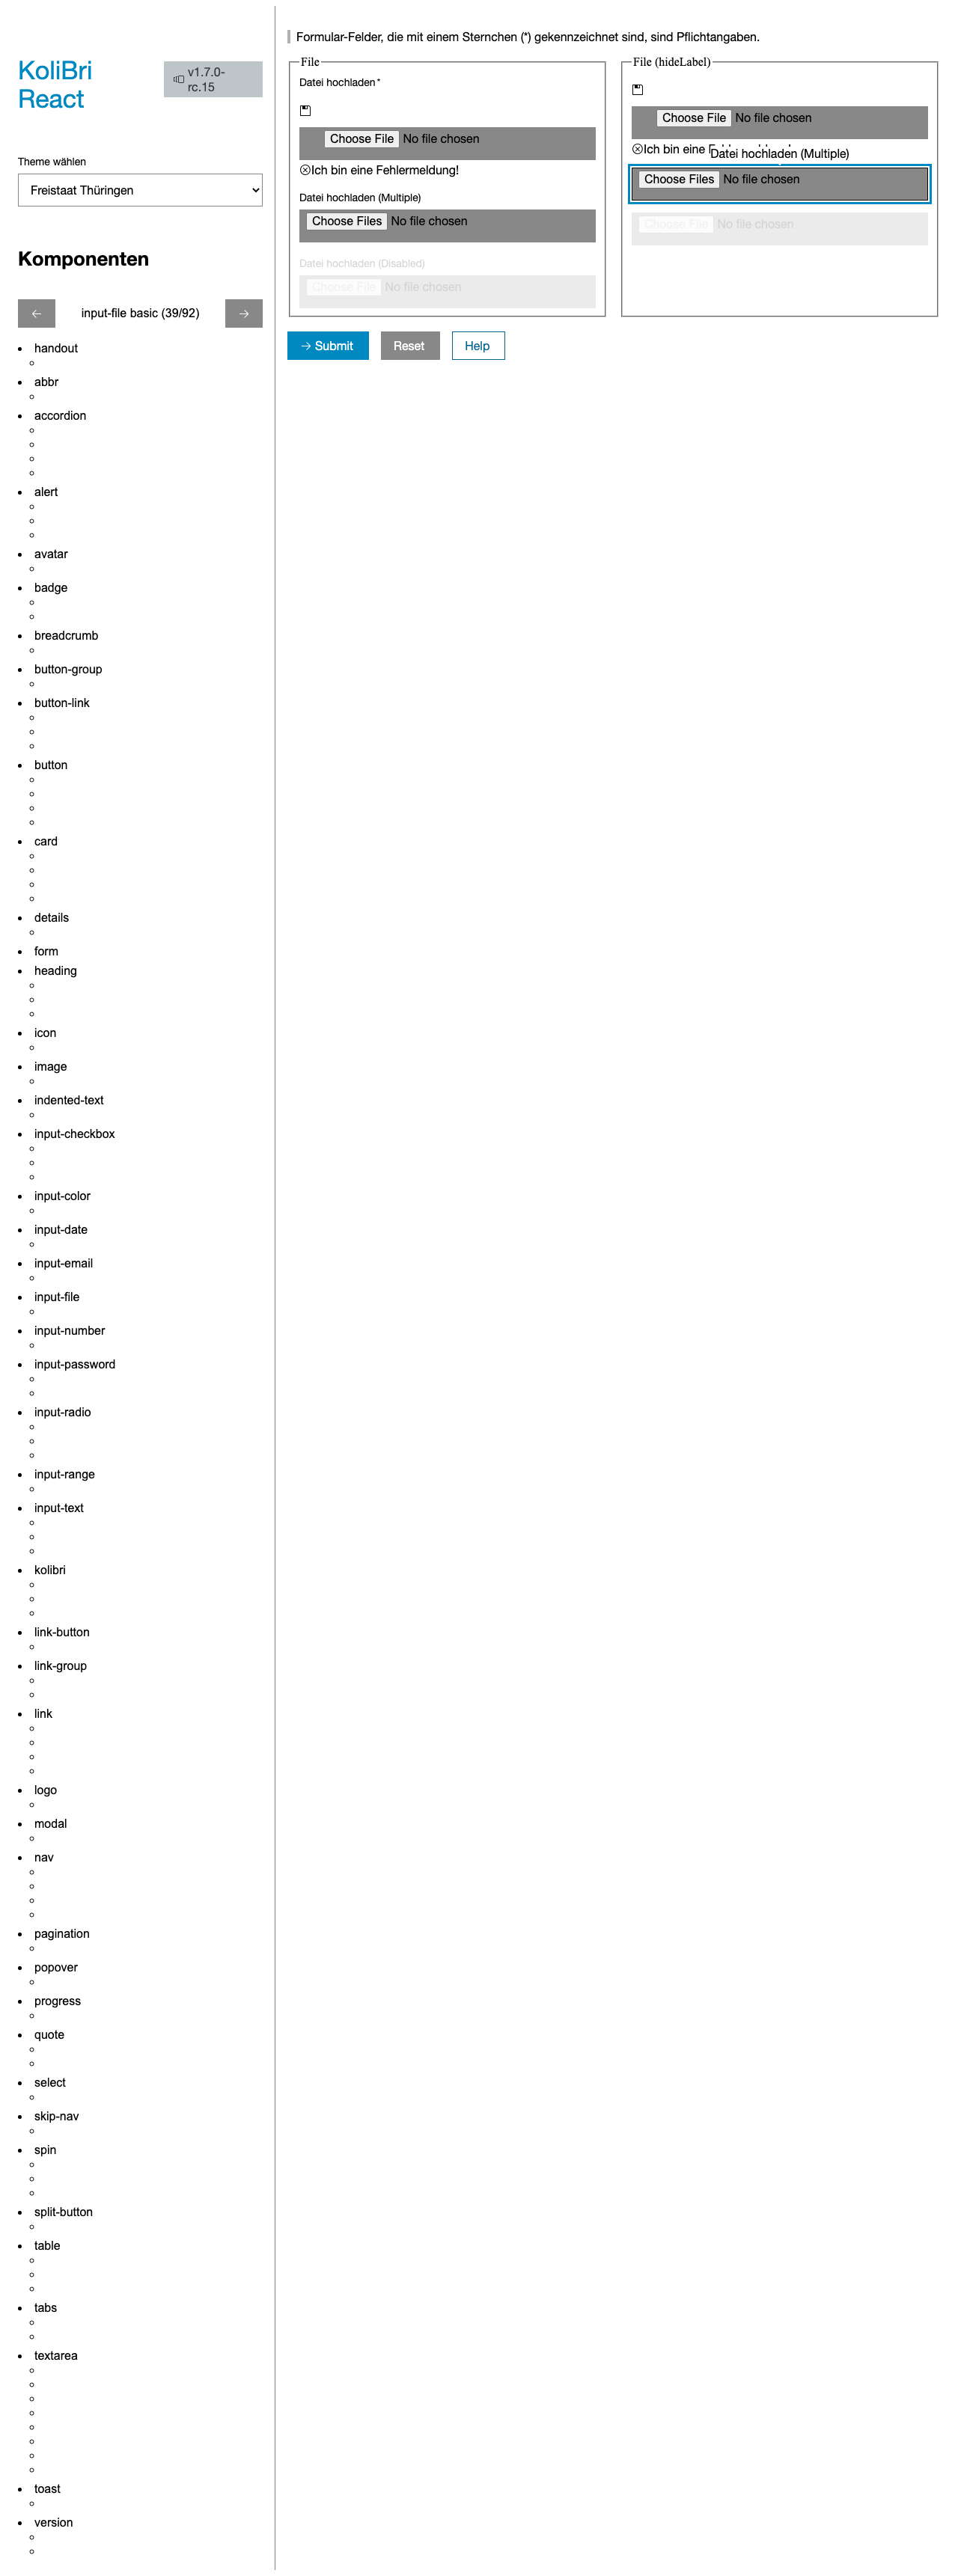 KoliBri
React
v1.7.0-
rc.15
Theme wählen
Freistaat Thüringen
Komponenten
input-file basic (39/92)
handout
abbr
accordion
alert
avatar
badge
breadcrumb
button-group
button-link
button
card
details
form
heading
icon
image
indented-text
input-checkbox
input-color
input-date
input-email
input-file
input-number
input-password
input-radio
input-range
input-text
kolibri
link-button
link-group
link
logo
modal
nav
pagination
popover
progress
quote
select
skip-nav
spin
split-button
table
tabs
textarea
toast
version
Formular-Felder, die mit einem Sternchen (*) gekennzeichnet sind, sind Pflichtangaben.
File
Datei hochladen*
Choose File No file chosen
Ich bin eine Fehlermeldung!
Datei hochladen (Multiple)
Choose Files No file chosen
Datei hochladen (Disabled)
Choose File No file chosen
File (hideLabel)
Choose File No file chosen
Ich bin eine
Datei hochladen (Multiple)
Choose Files No file chosen
Choose File No file chosen
Submit
Reset
Help